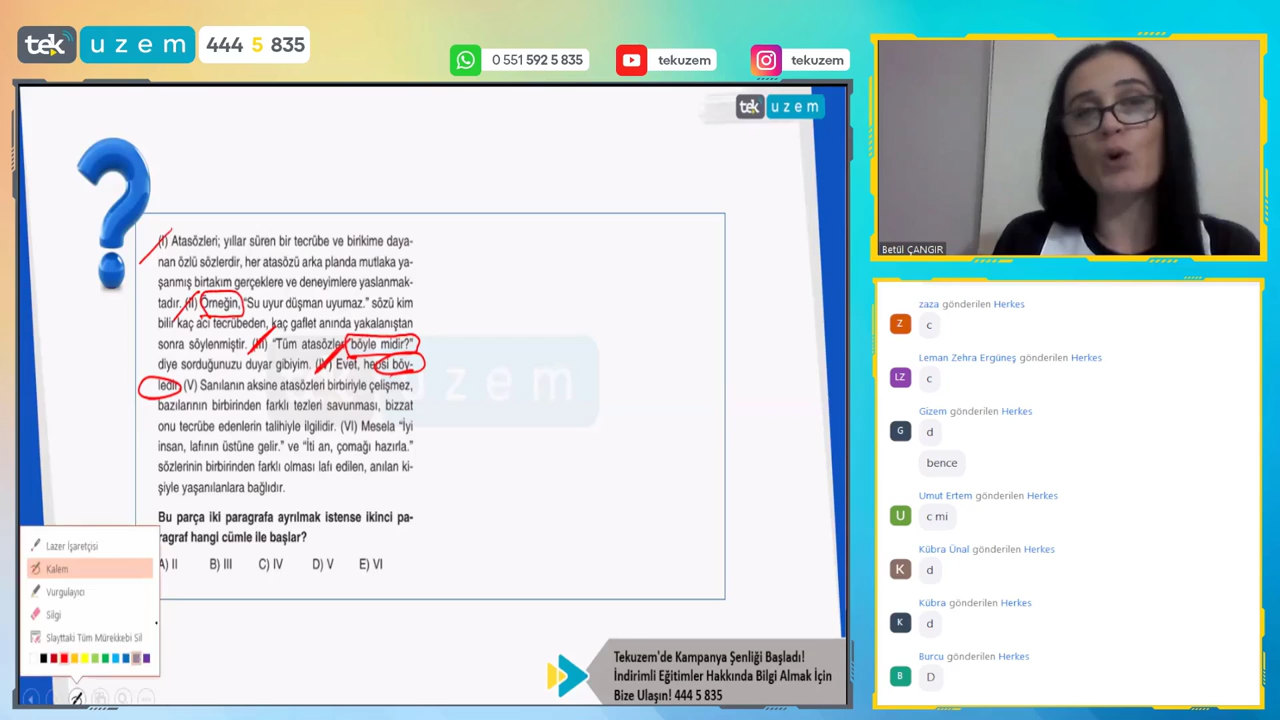 tek uzem 444 5 835
0 551 592 5 835
tekuzem
tekuzem
tek uzem
(I) Atasözleri; yıllar süren bir tecrübe ve birikime daya-
nan özlü sözlerdir, her atasözü arka planda mutlaka ya-
şanmış birtakım gerçeklere ve deneyimlere yaslanmak-
tadır. (II) Örneğin, “Su uyur düşman uyumaz.” sözü kim
bilir kaç acı tecrübeden, kaç gaflet anında yakalanıştan
sonra söylenmiştir. (III) “Tüm atasözleri böyle midir?”
diye sorduğunuzu duyar gibiyim. (IV) Evet, hepsi böy-
ledir. (V) Sanılanın aksine atasözleri birbiriyle çelişmez,
bazılarının birbirinden farklı tezleri savunması, bizzat
onu tecrübe edenlerin talihiyle ilgilidir. (VI) Mesela “İyi
insan, lafının üstüne gelir.” ve “İti an, çomağı hazırla.”
sözlerinin birbirinden farklı olması lafı edilen, anılan ki-
şiyle yaşanılanlara bağlıdır.
Bu parça iki paragrafa ayrılmak istense ikinci pa-
ragraf hangi cümle ile başlar?
A) II B) III C) IV D) V E) VI
Lazer İşaretçisi
Kalem
Vurgulayıcı
Silgi
Slayttaki Tüm Mürekkebi Sil
Tekuzem'de Kampanya Şenliği Başladı!
İndirimli Eğitimler Hakkında Bilgi Almak İçin
Bize Ulaşın! 444 5 835
Betül ÇANGIR
zaza gönderilen Herkes
Z c
Leman Zehra Ergüneş gönderilen Herkes
LZ c
Gizem gönderilen Herkes
G d
bence
Umut Ertem gönderilen Herkes
U c mi
Kübra Ünal gönderilen Herkes
K d
Kübra gönderilen Herkes
K d
Burcu gönderilen Herkes
B D